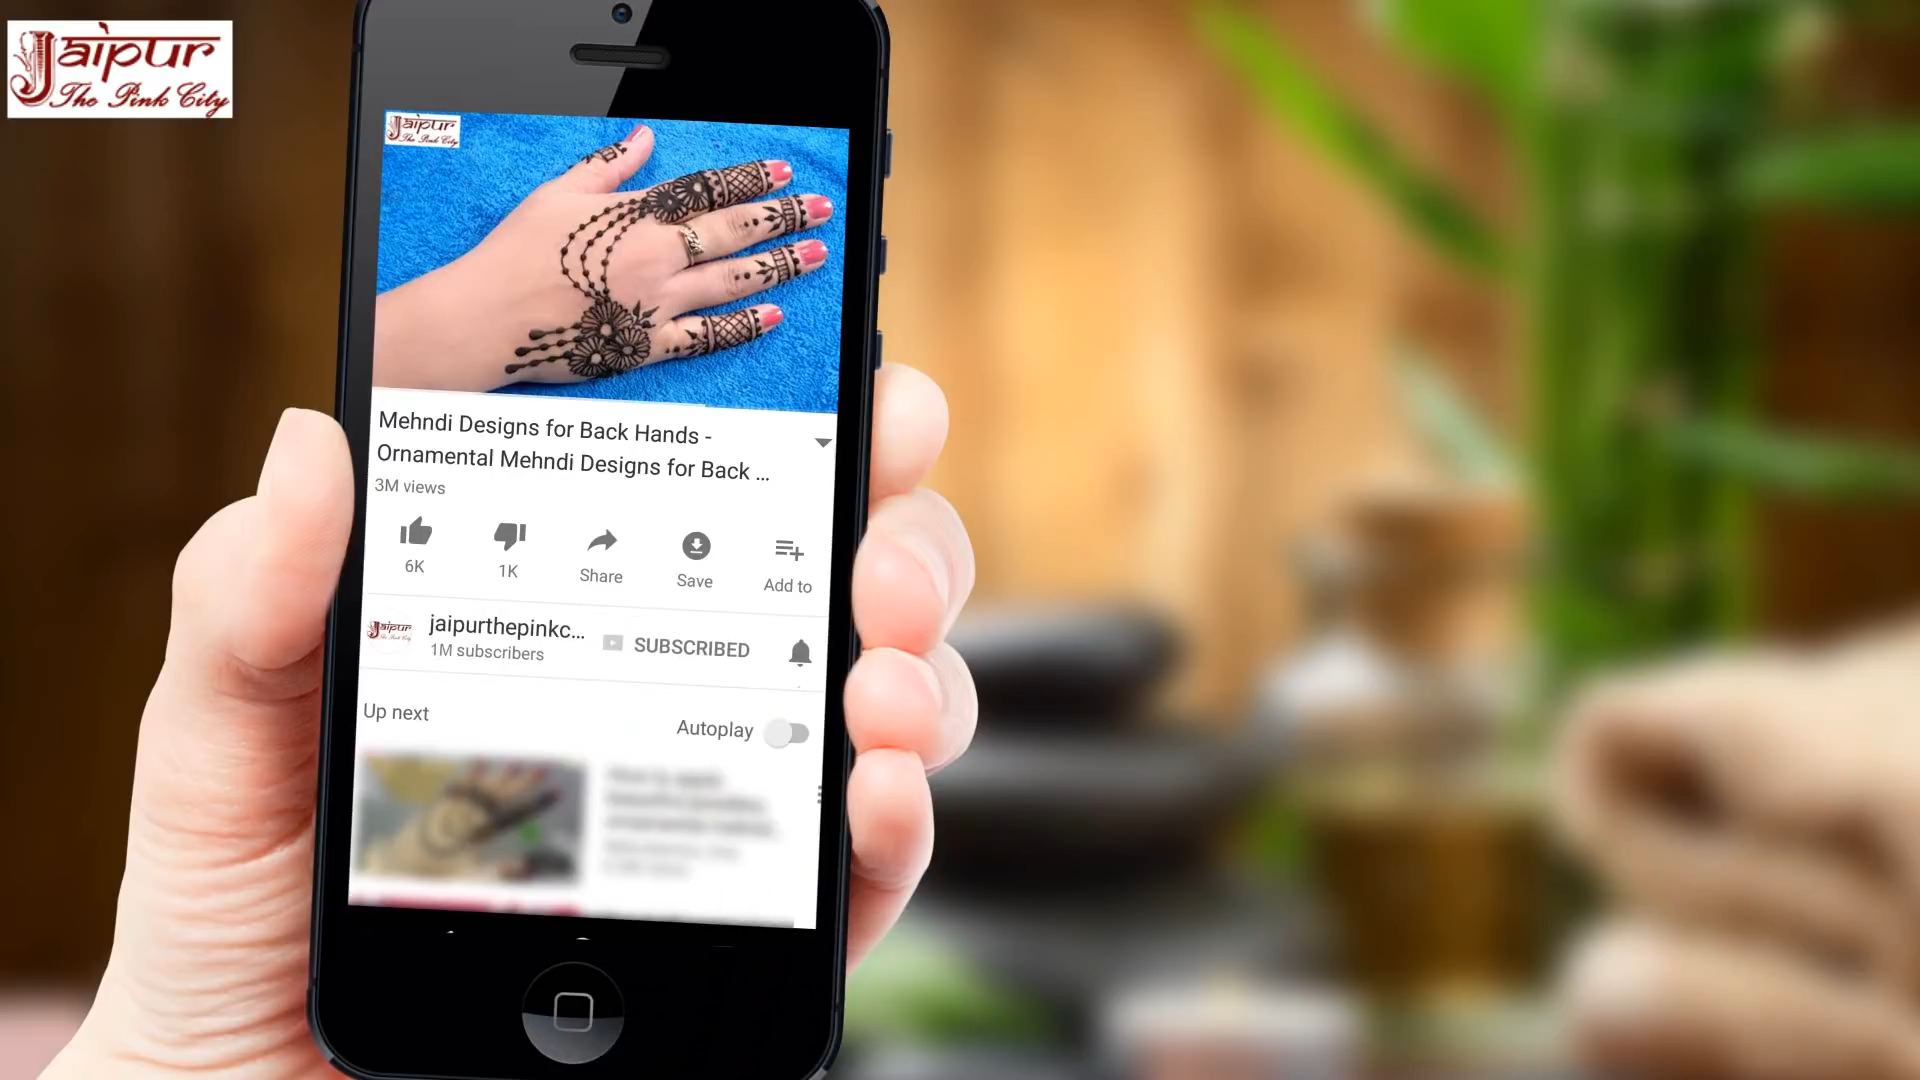 Jaipur
The Pink City
Jaipur
The Pink City
Mehndi Designs for Back Hands -
Ornamental Mehndi Designs for Back ...
3M views
6K
1K
Share
Save
Add to
Jaipur
jaipurthepinkc...
1M subscribers
SUBSCRIBED
Up next
Autoplay